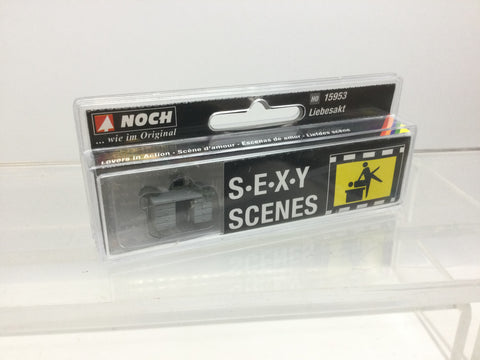 NOCH
... wie im Original
H0 15953
Liebesakt
Lovers in Action • Scène d'amour • Escenas de amor • Liefdes scène
S•E•X•Y
SCENES